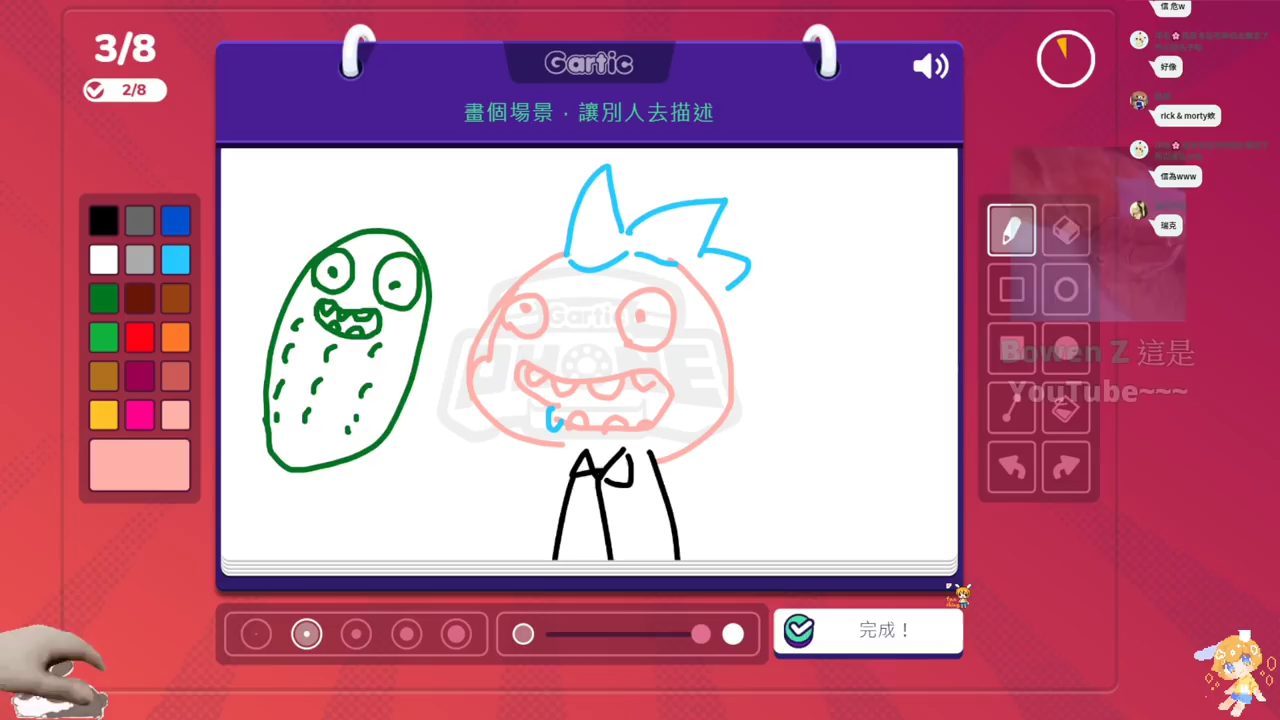 3/8
2/8
Gartic
畫個場景，讓別人去描述
Gartic
PHONE
信 危w
好像
rick & morty欸
信為www
瑞克
Bowen Z 這是
YouTube~~~
完成！